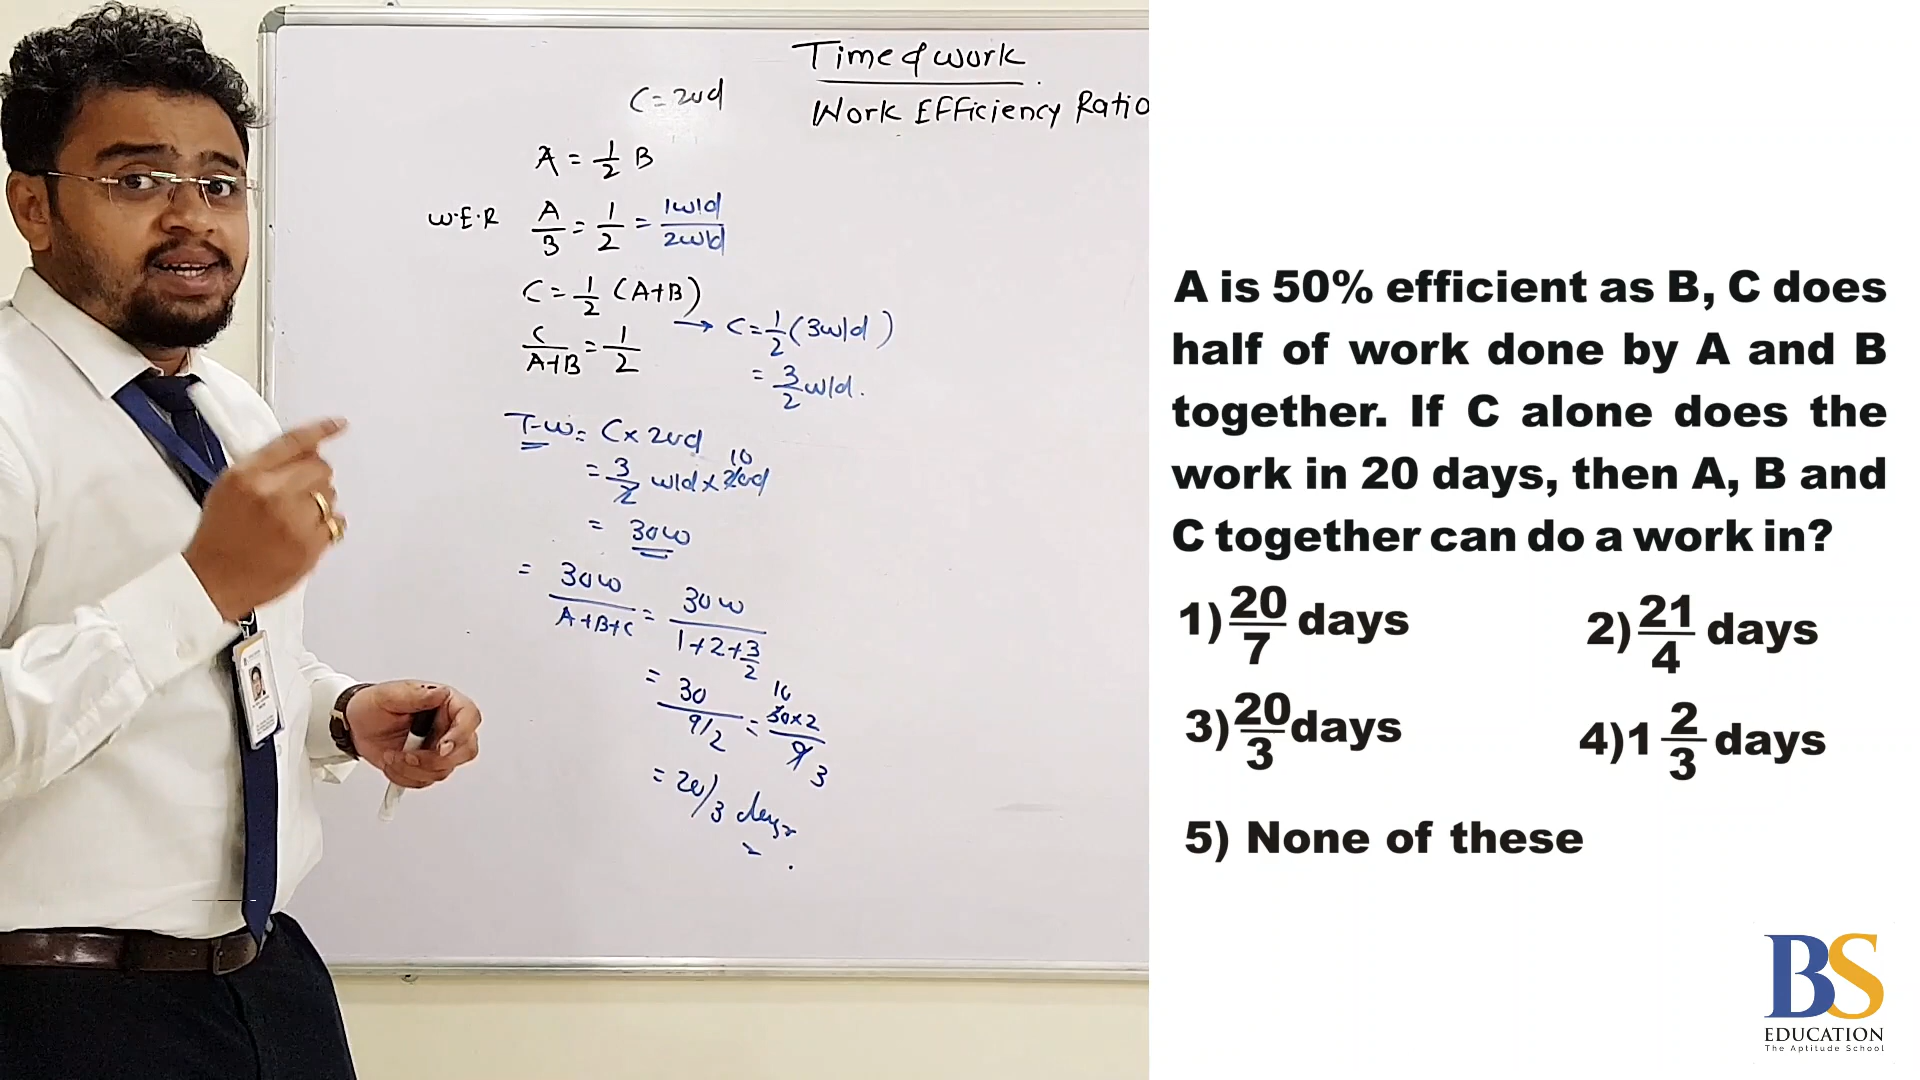 Time & work
Work Efficiency Ratio
C = 20d
A = 1/2 B
W.E.R A/B = 1/2 = 1w/d / 2w/d
C = 1/2 (A+B)
→ C = 1/2 (3w/d)
C/A+B = 1/2
= 3/2 w/d.
T.W = C × 20d
= 3/2 w/d × 20d 10
= 30w
= 30w / A+B+C = 30w / 1+2+3/2
= 30 / 9/2 = 30×2 / 9 10 3
= 20/3 days
A is 50% efficient as B, C does
half of work done by A and B
together. If C alone does the
work in 20 days, then A, B and
C together can do a work in?
1) 20/7 days 2) 21/4 days
3) 20/3 days 4) 1 2/3 days
5) None of these
BS
EDUCATION
The Aptitude School